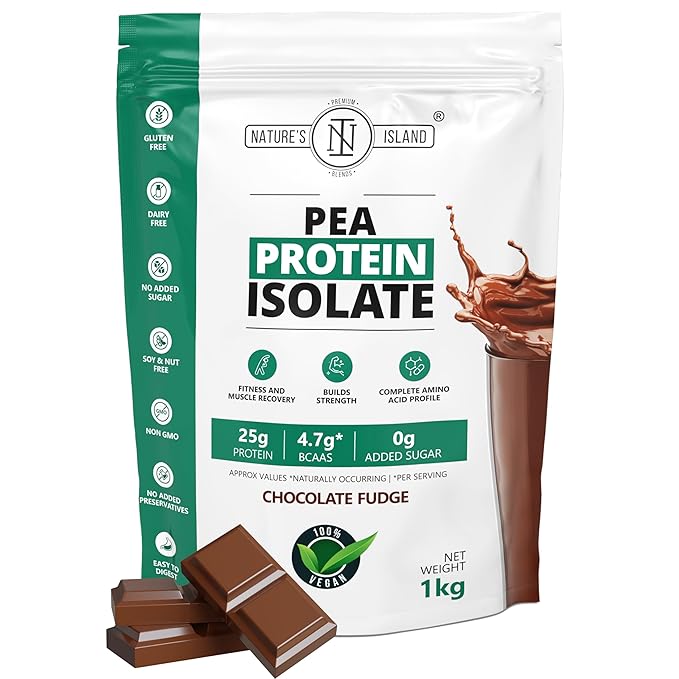 PREMIUM
NATURE'S NI ISLAND ®
BLENDS
PEA
PROTEIN
ISOLATE
GLUTEN
FREE
DAIRY
FREE
NO ADDED
SUGAR
SOY & NUT
FREE
GMO
NON GMO
NO ADDED
PRESERVATIVES
EASY TO
DIGEST
FITNESS AND
MUSCLE RECOVERY
BUILDS
STRENGTH
COMPLETE AMINO
ACID PROFILE
25g
PROTEIN
4.7g*
BCAAS
0g
ADDED SUGAR
APPROX VALUES *NATURALLY OCCURRING | *PER SERVING
CHOCOLATE FUDGE
100%
VEGAN
NET
WEIGHT
1kg